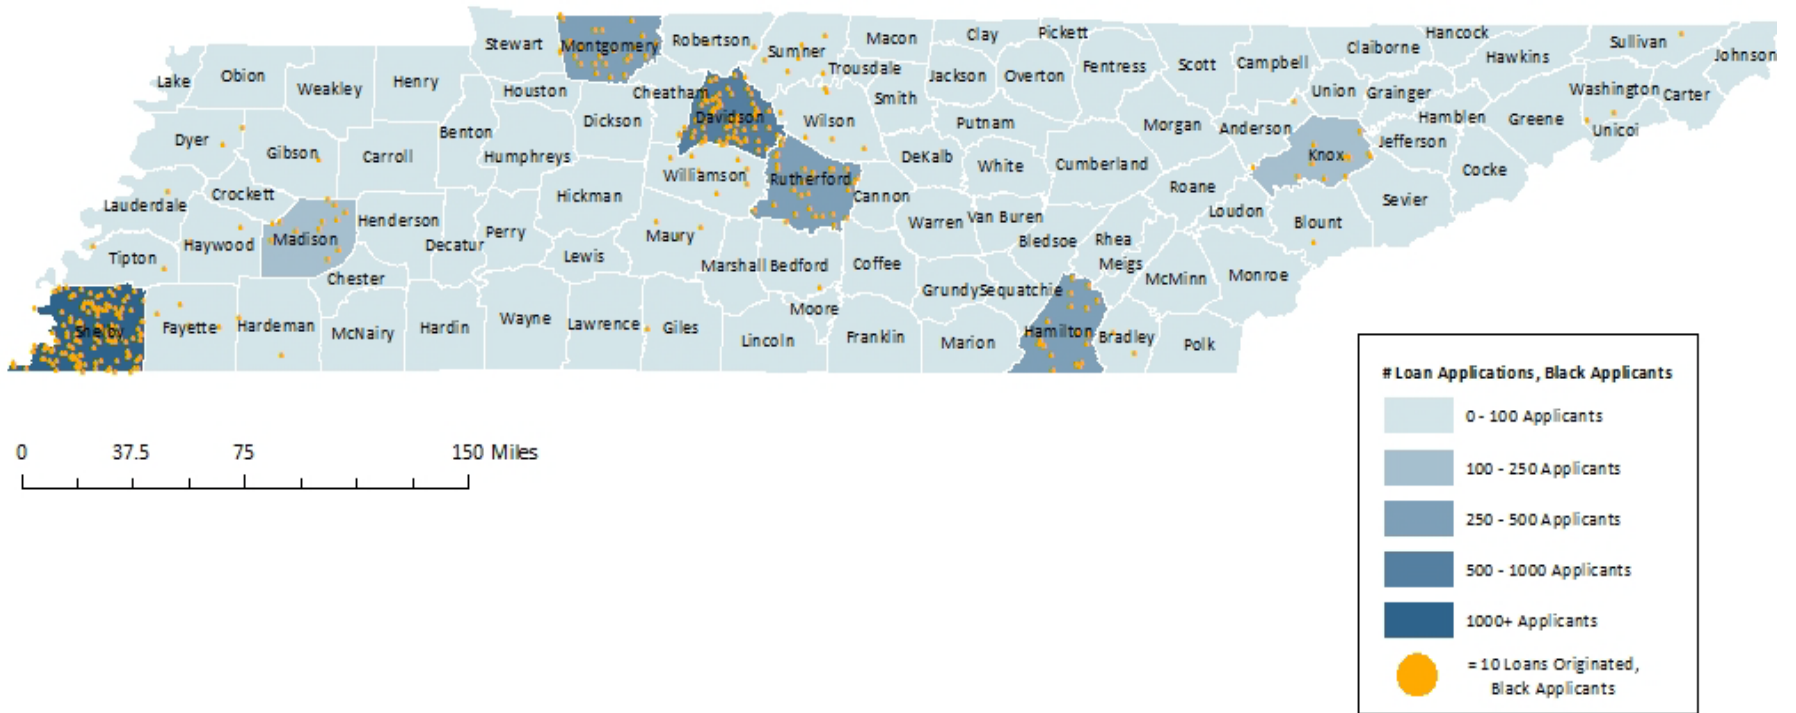 Hancock
Stewart Montgomery Robertson Sumner Macon Clay Pickett Claiborne Hawkins Sullivan Johnson
Lake Obion Weakley Henry Houston Cheatham Trousdale Jackson Overton Fentress Scott Campbell Union Grainger Washington Carter
Dickson Davidson Wilson Smith Putnam Morgan Anderson Hamblen Greene Unicoi
Dyer Gibson Carroll Benton Humphreys DeKalb White Cumberland Knox Jefferson Cocke
Crockett Hickman Williamson Rutherford Cannon Roane Sevier
Lauderdale Henderson Perry Warren Van Buren Loudon Blount
Haywood Madison Decatur Maury Bledsoe Rhea
Tipton Chester Lewis Marshall Bedford Coffee Meigs McMinn Monroe
Grundy Sequatchie
Shelby Fayette Hardeman McNairy Hardin Wayne Lawrence Giles Moore Lincoln Franklin Marion Hamilton Bradley Polk
0 37.5 75 150 Miles
# Loan Applications, Black Applicants
0 - 100 Applicants
100 - 250 Applicants
250 - 500 Applicants
500 - 1000 Applicants
1000+ Applicants
= 10 Loans Originated,
Black Applicants